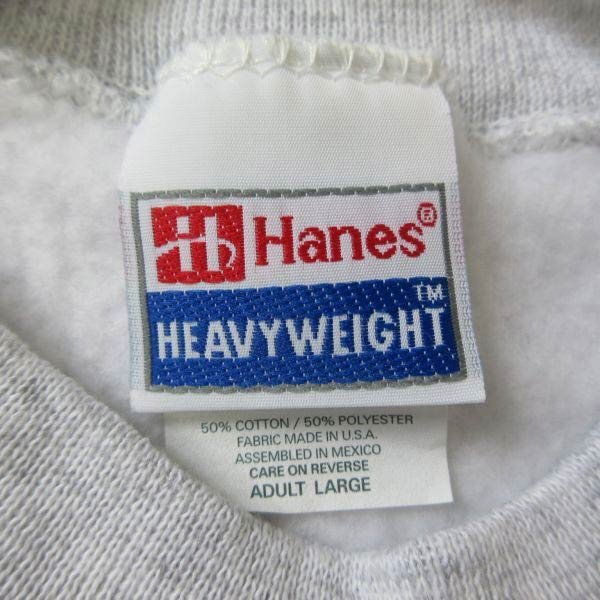 Hanes®
HEAVYWEIGHT™
50% COTTON / 50% POLYESTER
FABRIC MADE IN U.S.A.
ASSEMBLED IN MEXICO
CARE ON REVERSE
ADULT LARGE